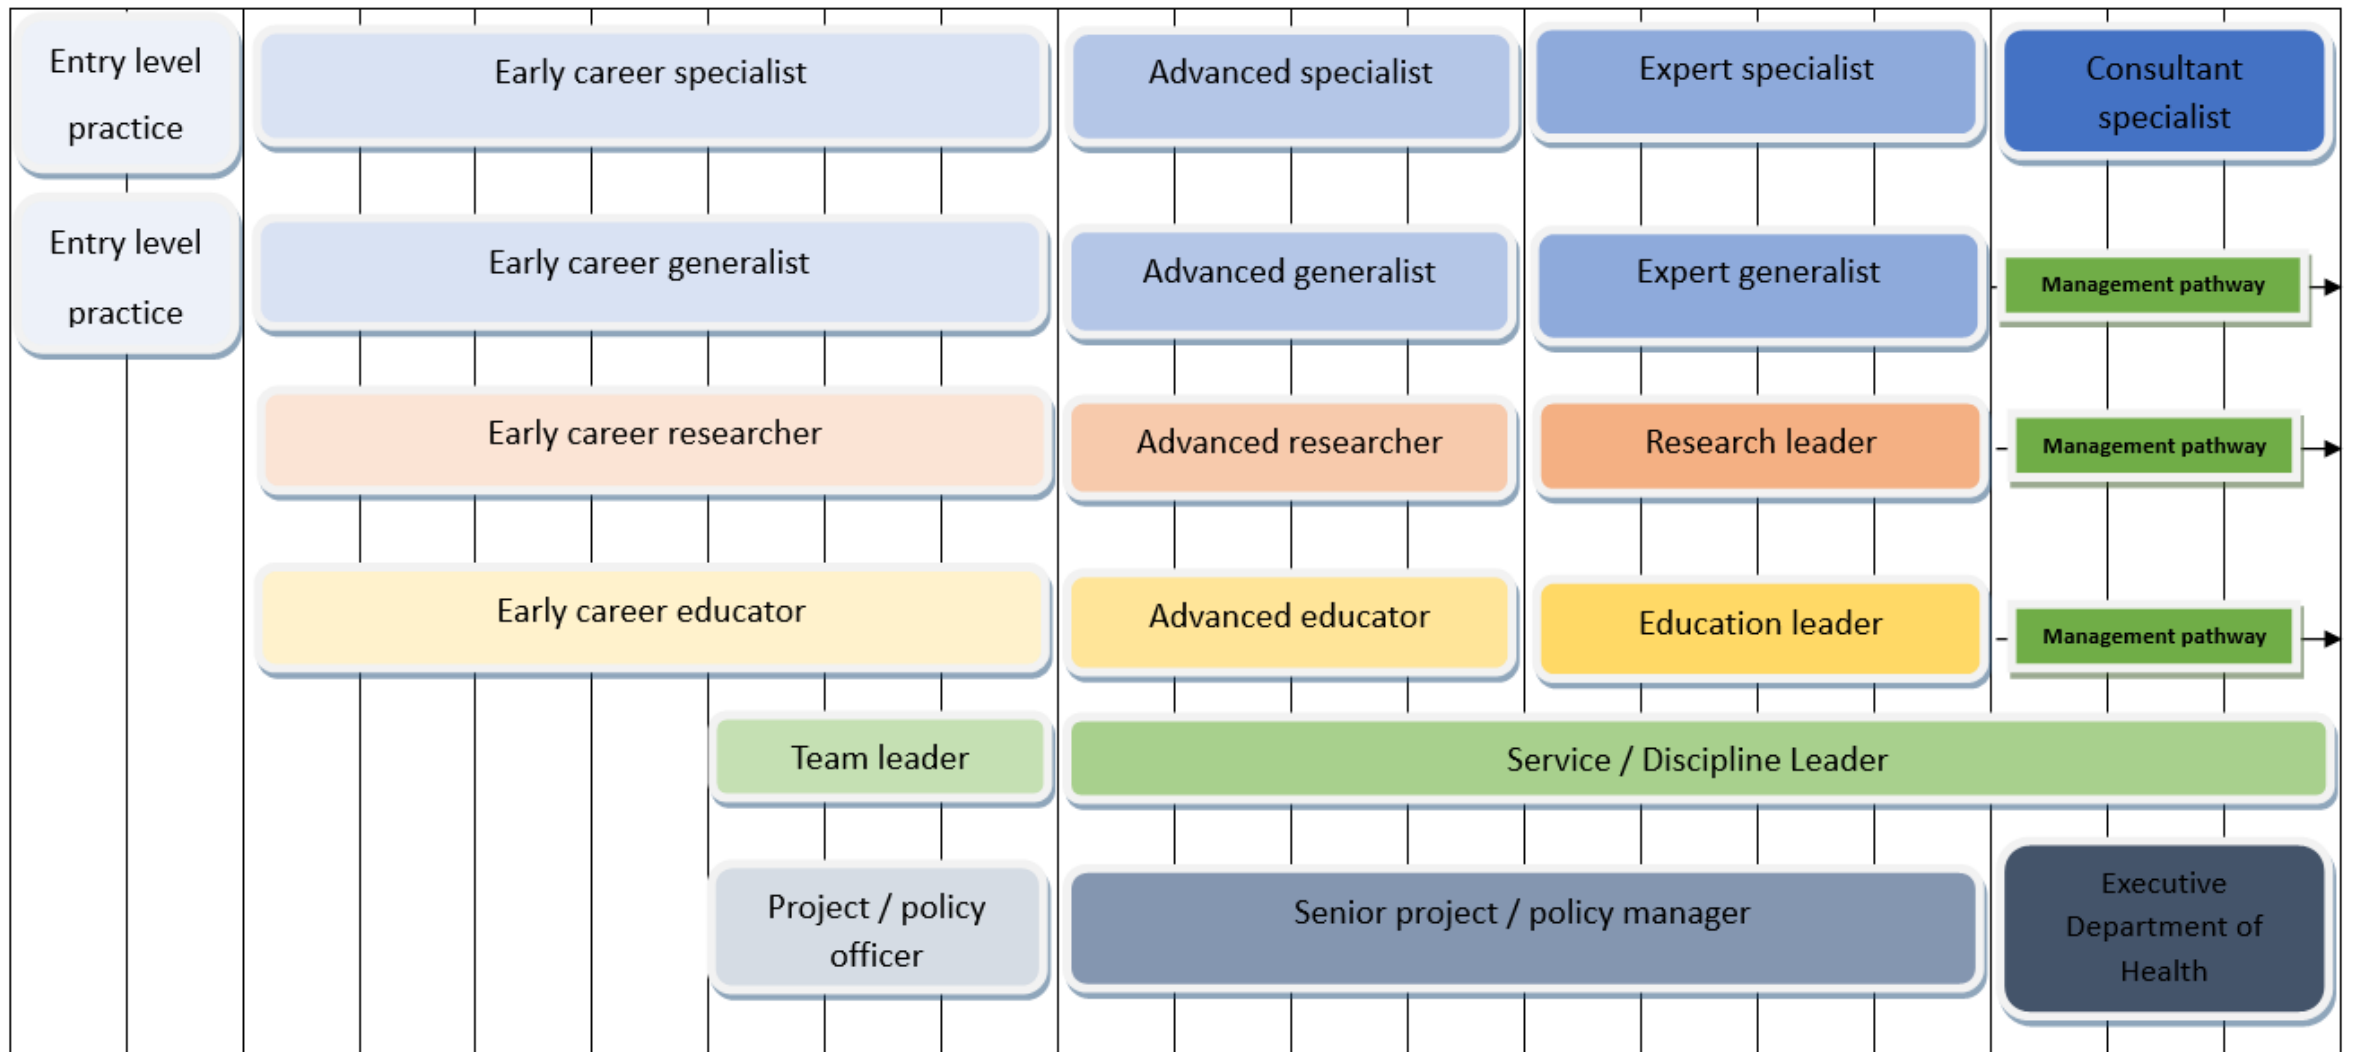 Entry level
practice
Early career specialist
Advanced specialist
Expert specialist
Consultant
specialist
Entry level
practice
Early career generalist
Advanced generalist
Expert generalist
Management pathway
Early career researcher
Advanced researcher
Research leader
Management pathway
Early career educator
Advanced educator
Education leader
Management pathway
Team leader
Service / Discipline Leader
Project / policy
officer
Senior project / policy manager
Executive
Department of
Health